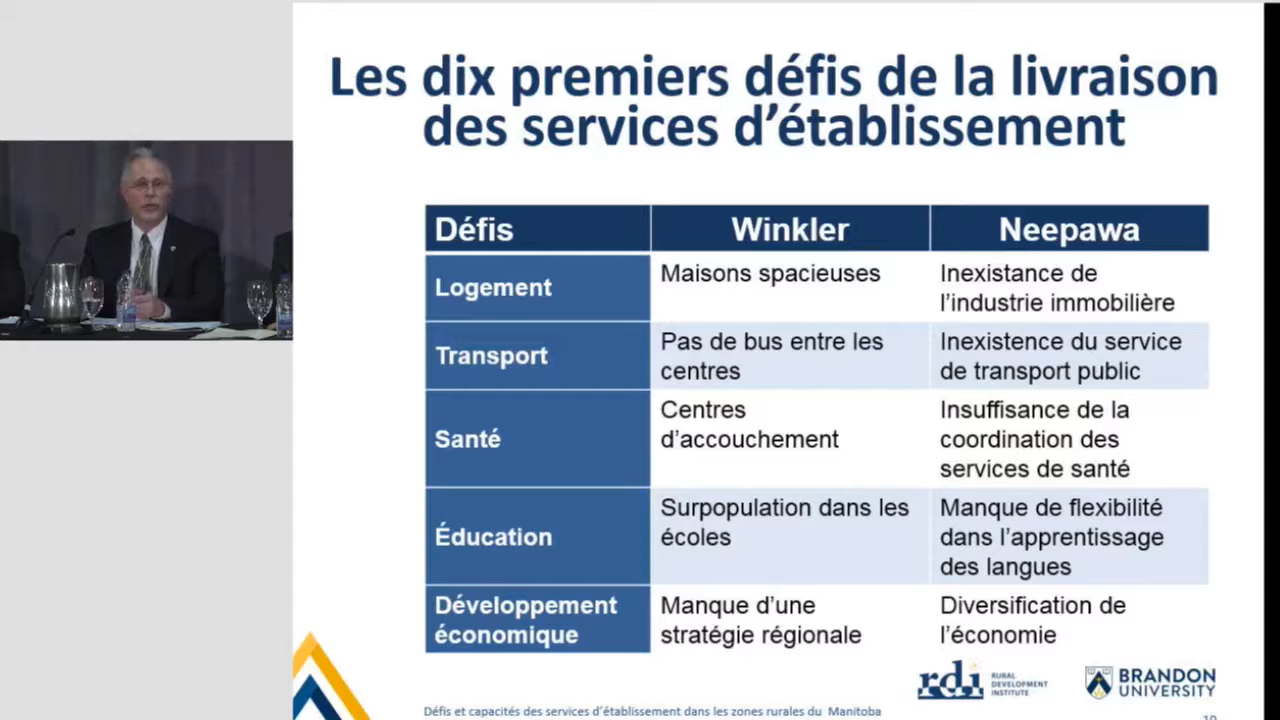 Les dix premiers défis de la livraison
des services d’établissement
Défis
Winkler
Neepawa
Logement
Maisons spacieuses
Inexistance de
l’industrie immobilière
Transport
Pas de bus entre les
centres
Inexistence du service
de transport public
Santé
Centres
d’accouchement
Insuffisance de la
coordination des
services de santé
Éducation
Surpopulation dans les
écoles
Manque de flexibilité
dans l’apprentissage
des langues
Développement
économique
Manque d’une
stratégie régionale
Diversification de
l’économie
rdi
RURAL
DEVELOPMENT
INSTITUTE
BRANDON
UNIVERSITY
Défis et capacités des services d’établissement dans les zones rurales du Manitoba